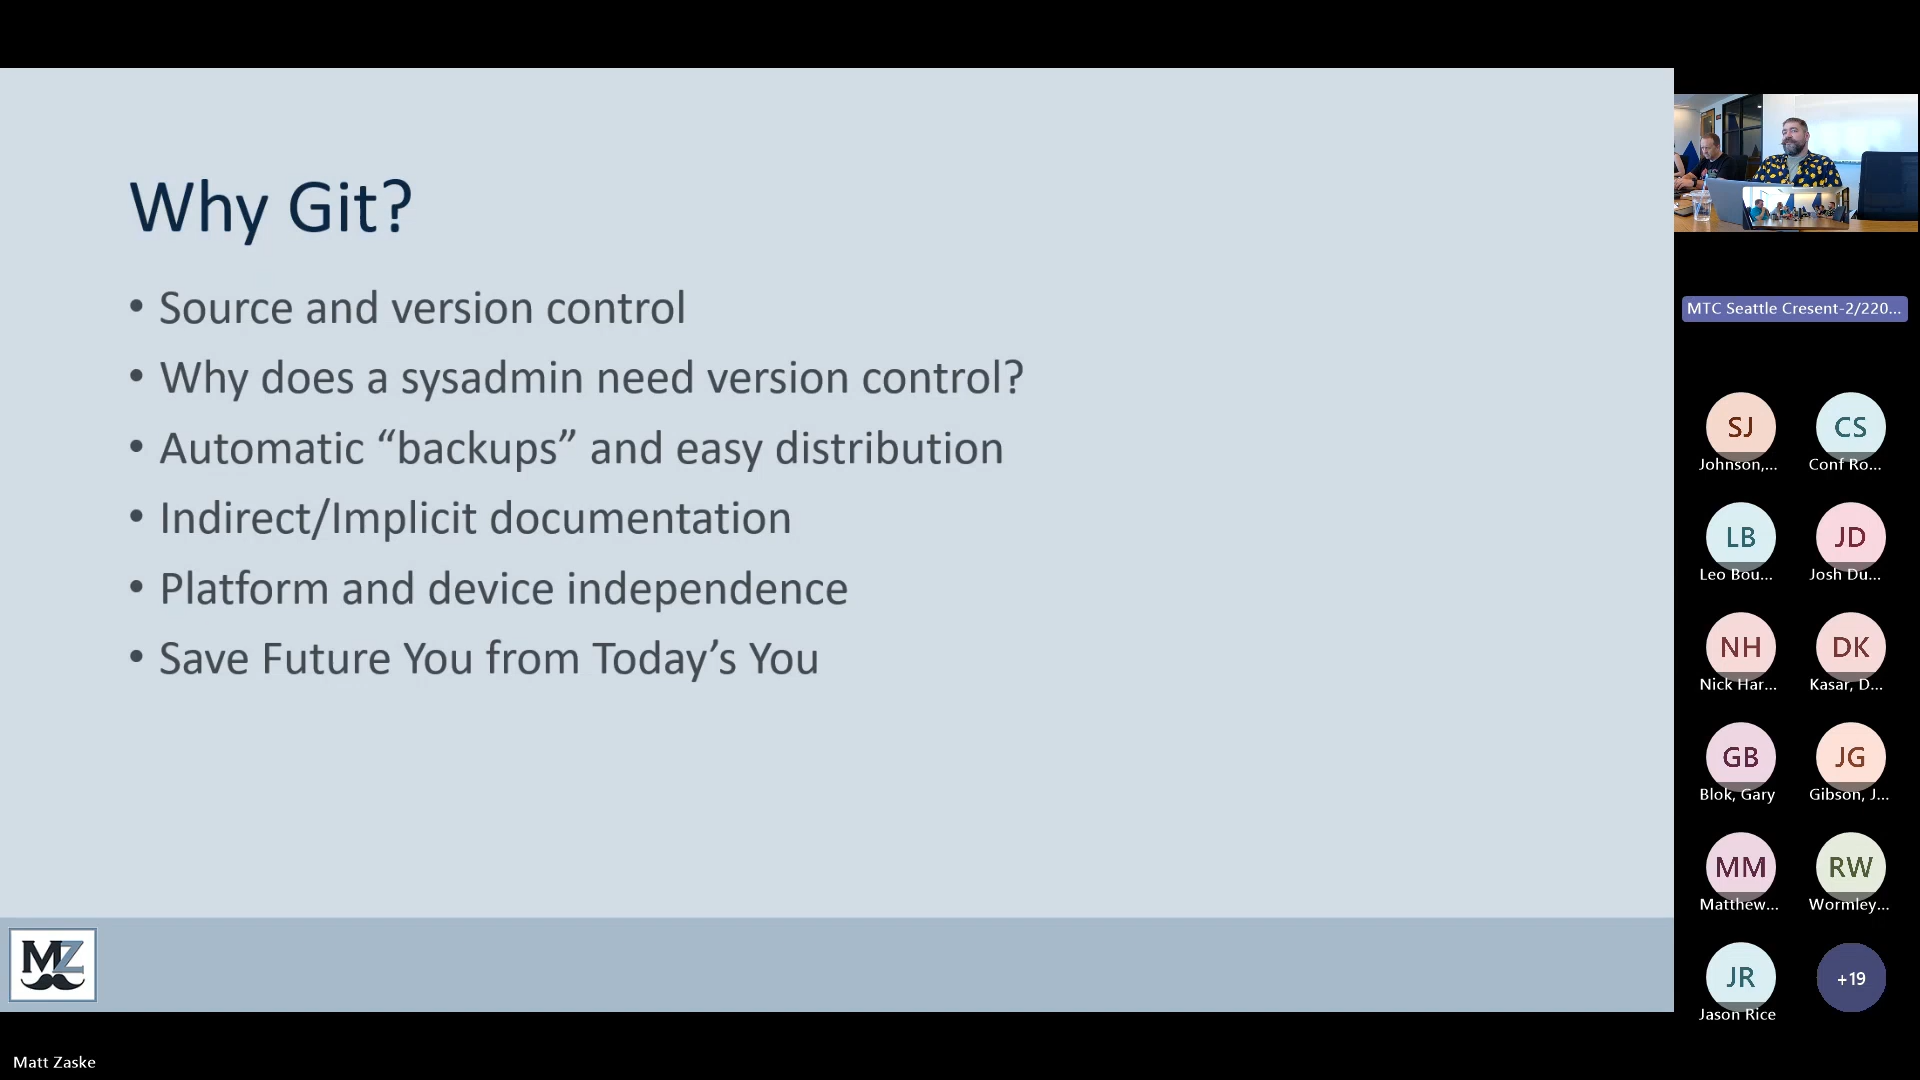 Why Git?
• Source and version control
• Why does a sysadmin need version control?
• Automatic “backups” and easy distribution
• Indirect/Implicit documentation
• Platform and device independence
• Save Future You from Today’s You
MZ
Matt Zaske
MTC Seattle Cresent-2/220...
SJ
Johnson,...
CS
Conf Ro...
LB
Leo Bou...
JD
Josh Du...
NH
Nick Har...
DK
Kasar, D...
GB
Blok, Gary
JG
Gibson, J...
MM
Matthew...
RW
Wormley...
JR
Jason Rice
+19